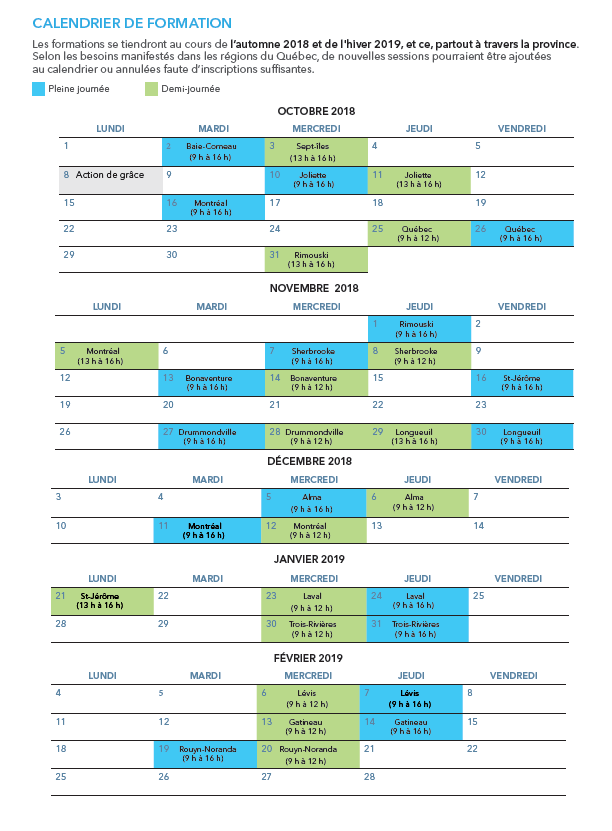 CALENDRIER DE FORMATION
Les formations se tiendront au cours de l'automne 2018 et de l'hiver 2019, et ce, partout à travers la province.
Selon les besoins manifestés dans les régions du Québec, de nouvelles sessions pourraient être ajoutées
au calendrier ou annulées faute d'inscriptions suffisantes.
Pleine journée Demi-journée
OCTOBRE 2018
LUNDI MARDI MERCREDI JEUDI VENDREDI
1 2 Baie-Comeau 3 Sept-îles 4 5
(9 h à 16 h) (13 h à 16 h)
8 Action de grâce 9 10 Joliette 11 Joliette 12
(9 h à 16 h) (13 h à 16 h)
15 16 Montréal 17 18 19
(9 h à 16 h)
22 23 24 25 Québec 26 Québec
(9 h à 12 h) (9 h à 16 h)
29 30 31 Rimouski
(13 h à 16 h)
NOVEMBRE 2018
LUNDI MARDI MERCREDI JEUDI VENDREDI
1 Rimouski 2
(9 h à 16 h)
5 Montréal 6 7 Sherbrooke 8 Sherbrooke 9
(13 h à 16 h) (9 h à 16 h) (9 h à 12 h)
12 13 Bonaventure 14 Bonaventure 15 16 St-Jérôme
(9 h à 16 h) (9 h à 12 h) (9 h à 16 h)
19 20 21 22 23
26 27 Drummondville 28 Drummondville 29 Longueuil 30 Longueuil
(9 h à 16 h) (9 h à 12 h) (13 h à 16 h) (9 h à 16 h)
DÉCEMBRE 2018
LUNDI MARDI MERCREDI JEUDI VENDREDI
3 4 5 Alma 6 Alma 7
(9 h à 16 h) (9 h à 12 h)
10 11 Montréal 12 Montréal 13 14
(9 h à 16 h) (9 h à 12 h)
JANVIER 2019
LUNDI MARDI MERCREDI JEUDI VENDREDI
21 St-Jérôme 22 23 Laval 24 Laval 25
(13 h à 16 h) (9 h à 12 h) (9 h à 16 h)
28 29 30 Trois-Rivières 31 Trois-Rivières
(9 h à 12 h) (9 h à 16 h)
FÉVRIER 2019
LUNDI MARDI MERCREDI JEUDI VENDREDI
4 5 6 Lévis 7 Lévis 8
(9 h à 12 h) (9 h à 16 h)
11 12 13 Gatineau 14 Gatineau 15
(9 h à 12 h) (9 h à 16 h)
18 19 Rouyn-Noranda 20 Rouyn-Noranda 21 22
(9 h à 16 h) (9 h à 12 h)
25 26 27 28